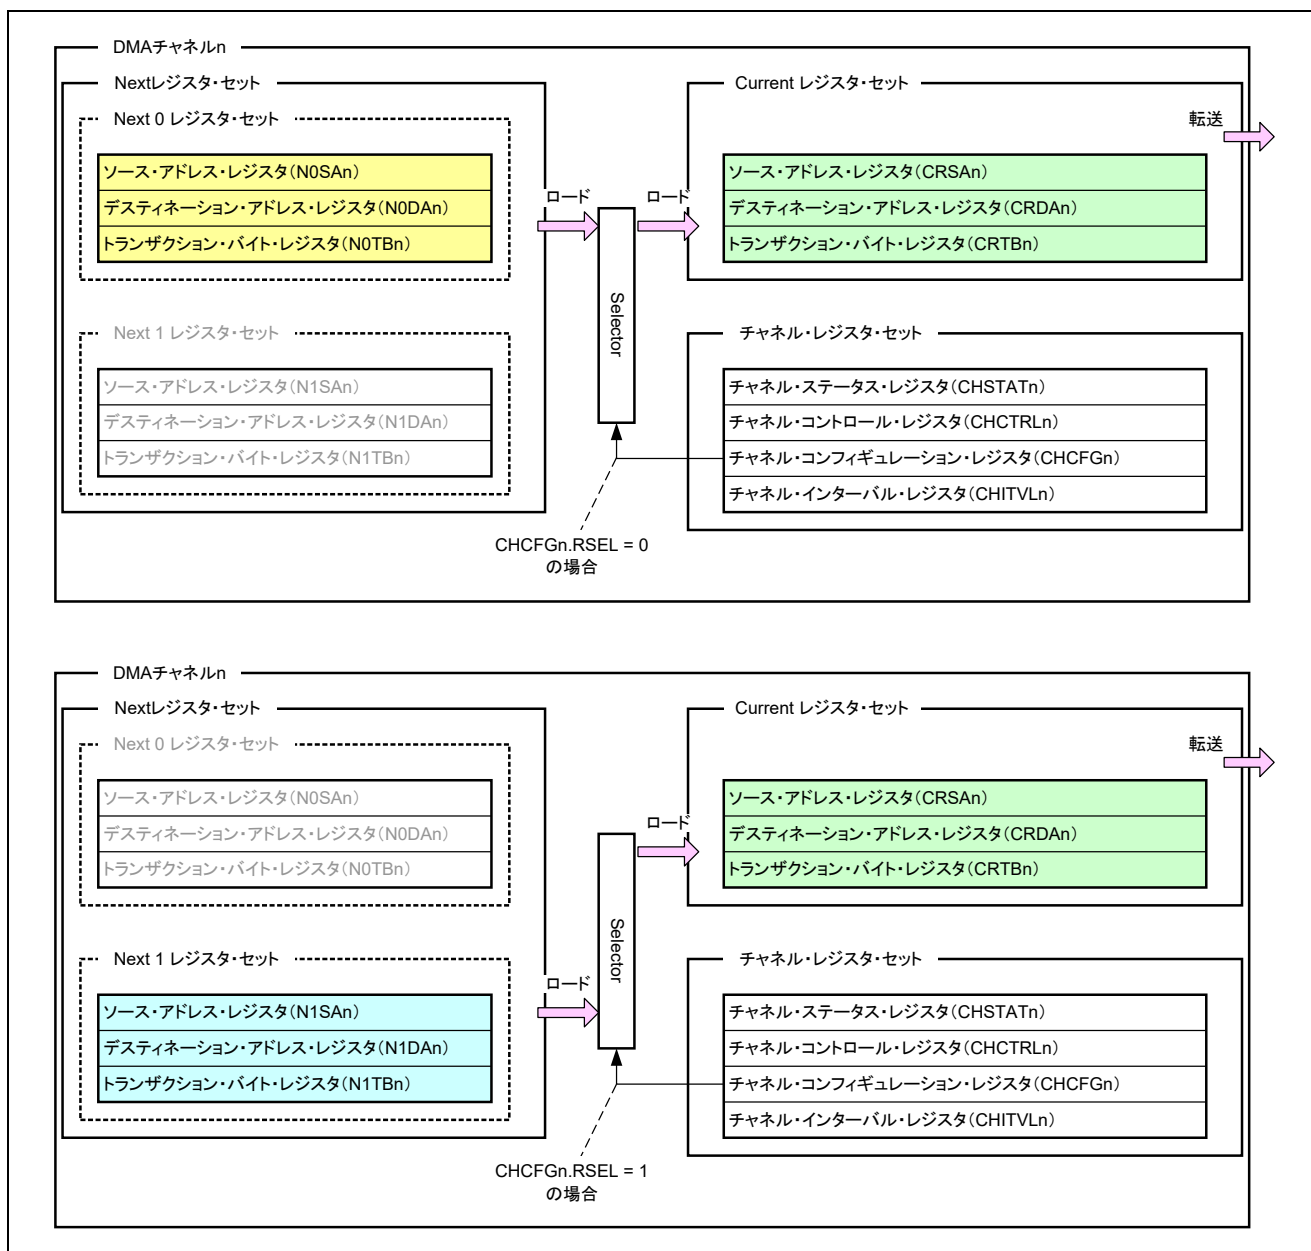 DMAチャネルn
Nextレジスタ・セット
Next 0 レジスタ・セット
ソース・アドレス・レジスタ(N0SAn)
デスティネーション・アドレス・レジスタ(N0DAn)
トランザクション・バイト・レジスタ(N0TBn)
Next 1 レジスタ・セット
ソース・アドレス・レジスタ(N1SAn)
デスティネーション・アドレス・レジスタ(N1DAn)
トランザクション・バイト・レジスタ(N1TBn)
ロード
Selector
ロード
CHCFGn.RSEL = 0
の場合
Current レジスタ・セット
転送
ソース・アドレス・レジスタ(CRSAn)
デスティネーション・アドレス・レジスタ(CRDAn)
トランザクション・バイト・レジスタ(CRTBn)
チャネル・レジスタ・セット
チャネル・ステータス・レジスタ(CHSTATn)
チャネル・コントロール・レジスタ(CHCTRLn)
チャネル・コンフィギュレーション・レジスタ(CHCFGn)
チャネル・インターバル・レジスタ(CHITVLn)
DMAチャネルn
Nextレジスタ・セット
Next 0 レジスタ・セット
ソース・アドレス・レジスタ(N0SAn)
デスティネーション・アドレス・レジスタ(N0DAn)
トランザクション・バイト・レジスタ(N0TBn)
Next 1 レジスタ・セット
ソース・アドレス・レジスタ(N1SAn)
デスティネーション・アドレス・レジスタ(N1DAn)
トランザクション・バイト・レジスタ(N1TBn)
ロード
Selector
ロード
CHCFGn.RSEL = 1
の場合
Current レジスタ・セット
転送
ソース・アドレス・レジスタ(CRSAn)
デスティネーション・アドレス・レジスタ(CRDAn)
トランザクション・バイト・レジスタ(CRTBn)
チャネル・レジスタ・セット
チャネル・ステータス・レジスタ(CHSTATn)
チャネル・コントロール・レジスタ(CHCTRLn)
チャネル・コンフィギュレーション・レジスタ(CHCFGn)
チャネル・インターバル・レジスタ(CHITVLn)